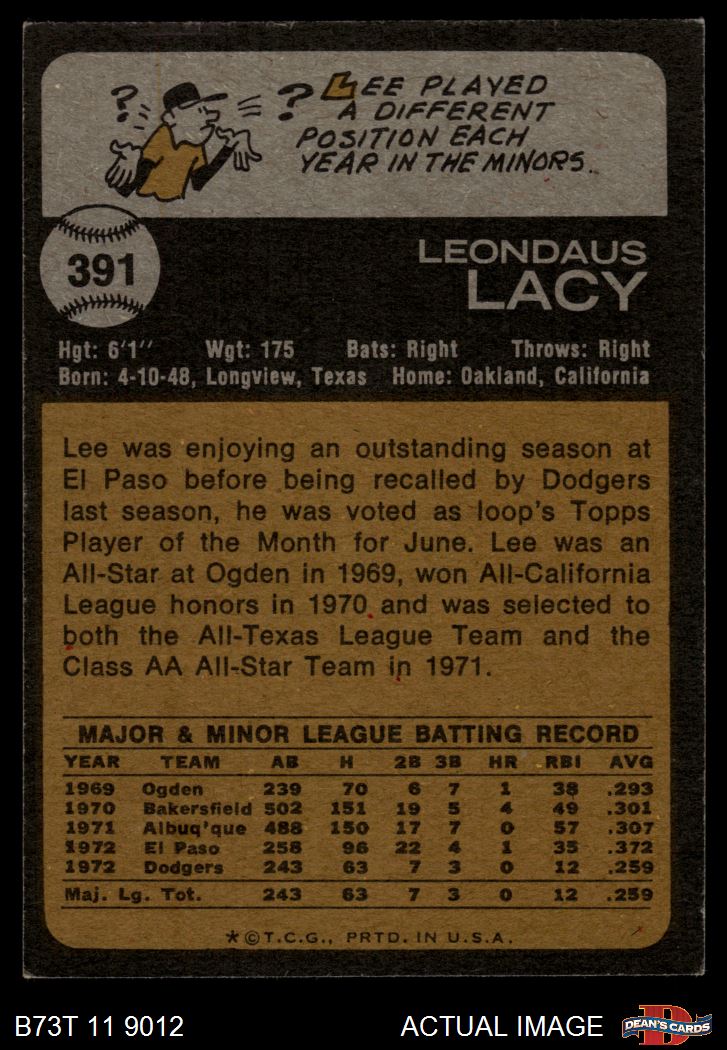 LEE PLAYED
A DIFFERENT
POSITION EACH
YEAR IN THE MINORS.
? ?
391
LEONDAUS
LACY
Hgt: 6'1" Wgt: 175 Bats: Right Throws: Right
Born: 4-10-48, Longview, Texas Home: Oakland, California
Lee was enjoying an outstanding season at
El Paso before being recalled by Dodgers
last season, he was voted as loop's Topps
Player of the Month for June. Lee was an
All-Star at Ogden in 1969, won All-California
League honors in 1970 and was selected to
both the All-Texas League Team and the
Class AA All-Star Team in 1971.
MAJOR & MINOR LEAGUE BATTING RECORD
YEAR TEAM AB H 2B 3B HR RBI AVG
1969 Ogden 239 70 6 7 1 38 .293
1970 Bakersfield 502 151 19 5 4 49 .301
1971 Albuq'que 488 150 17 7 0 57 .307
1972 El Paso 258 96 22 4 1 35 .372
1972 Dodgers 243 63 7 3 0 12 .259
Maj. Lg. Tot. 243 63 7 3 0 12 .259
*©T.C.G., PRTD. IN U.S.A.
B73T 11 9012 ACTUAL IMAGE DEAN'S CARDS